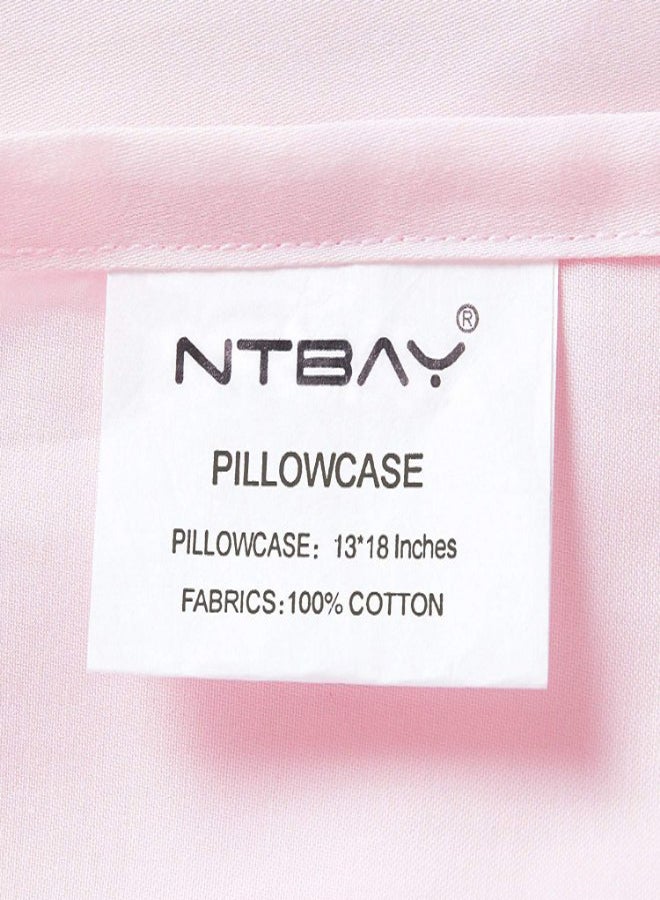 NTBAY®
PILLOWCASE
PILLOWCASE: 13*18 Inches
FABRICS:100% COTTON